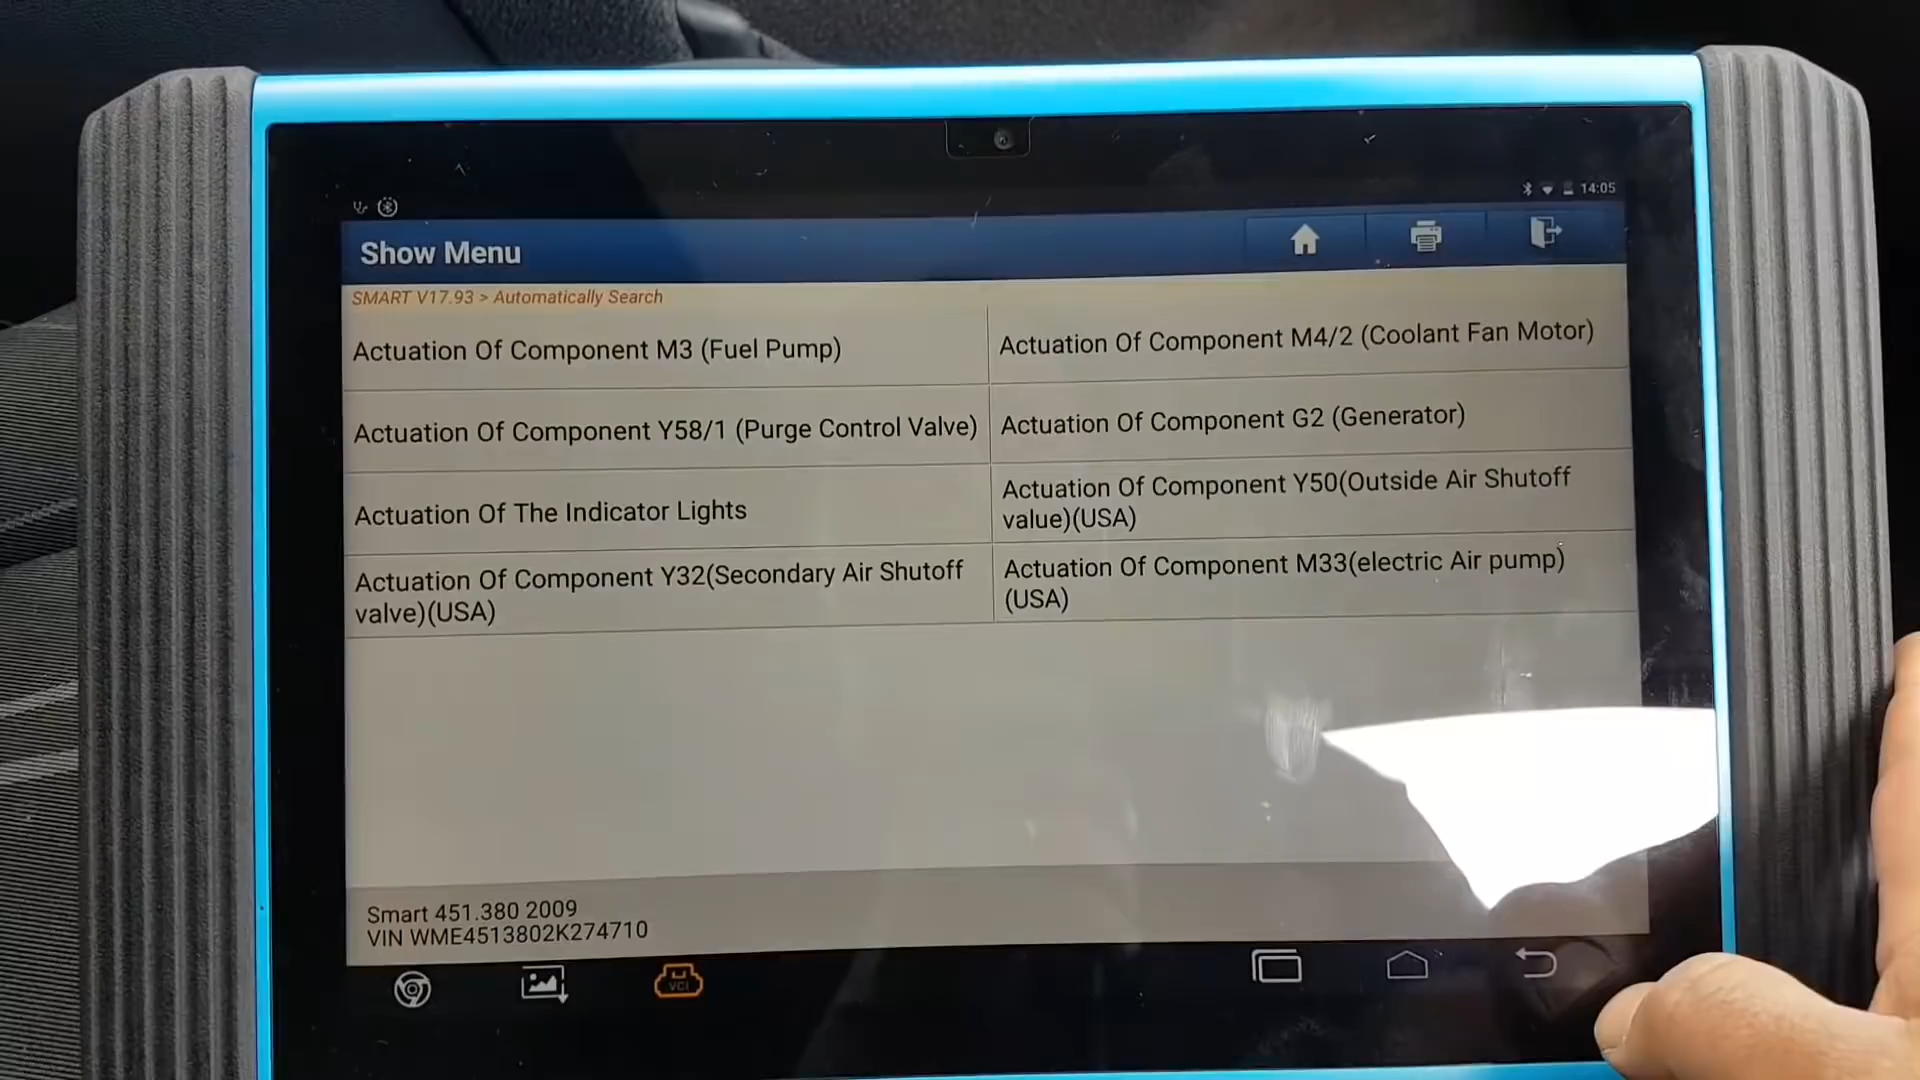 14:05
Show Menu
SMART V17.93 > Automatically Search
Actuation Of Component M3 (Fuel Pump)
Actuation Of Component M4/2 (Coolant Fan Motor)
Actuation Of Component Y58/1 (Purge Control Valve)
Actuation Of Component G2 (Generator)
Actuation Of The Indicator Lights
Actuation Of Component Y50(Outside Air Shutoff
value)(USA)
Actuation Of Component Y32(Secondary Air Shutoff
valve)(USA)
Actuation Of Component M33(electric Air pump)
(USA)
Smart 451.380 2009
VIN WME4513802K274710
VCI